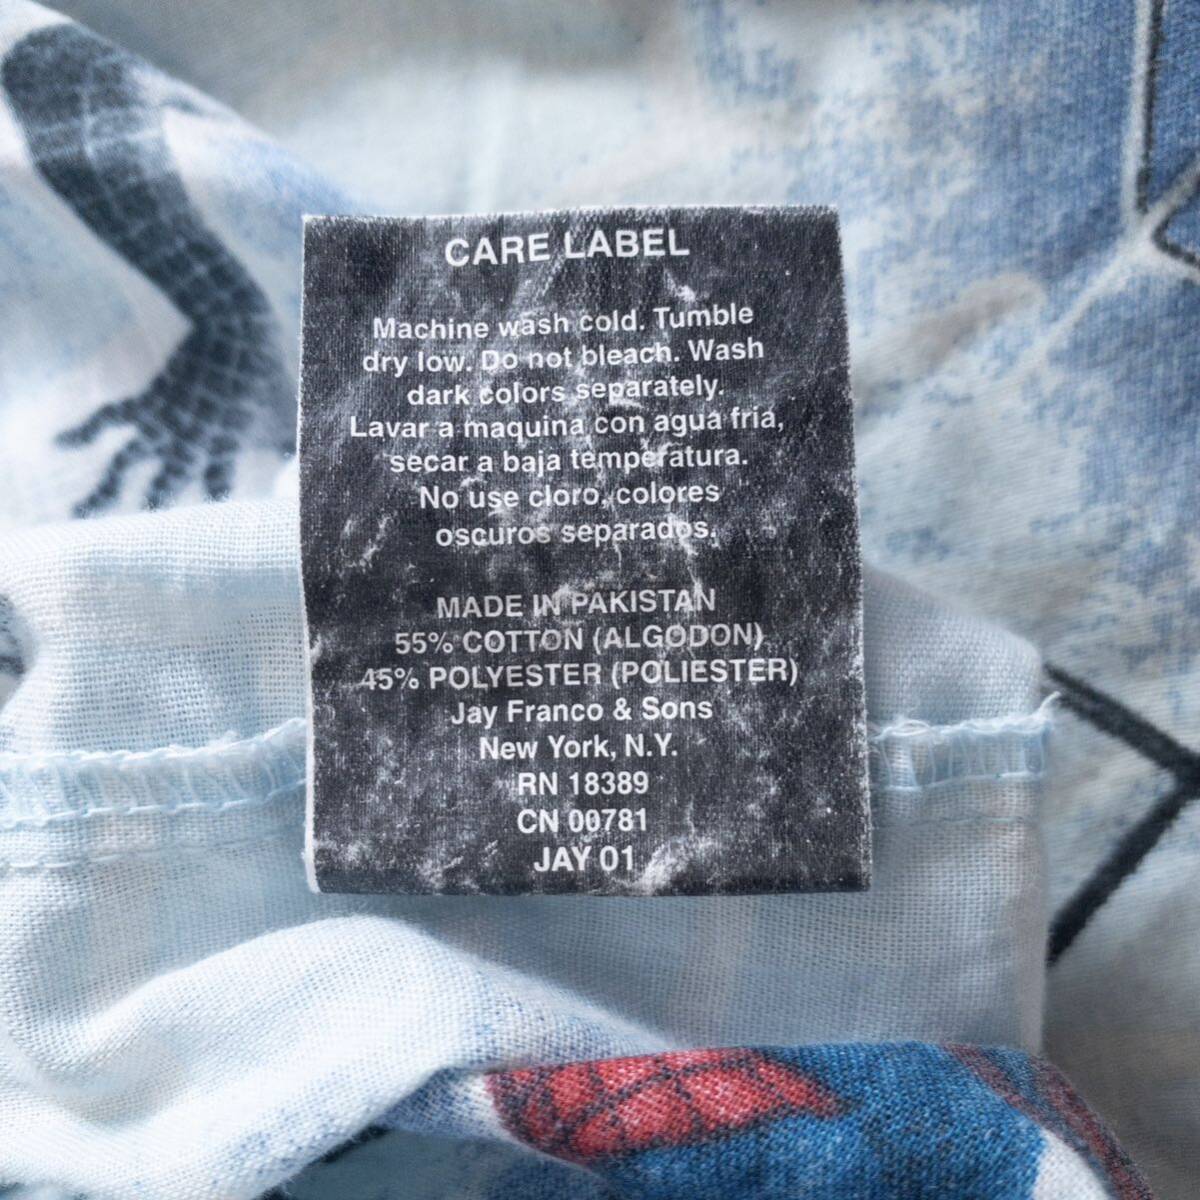 CARE LABEL
Machine wash cold. Tumble
dry low. Do not bleach. Wash
dark colors separately.
Lavar a maquina con agua fria,
secar a baja temperatura.
No use cloro, colores
oscuros separados.
MADE IN PAKISTAN
55% COTTON (ALGODON)
45% POLYESTER (POLIESTER)
Jay Franco & Sons
New York, N.Y.
RN 18389
CN 00781
JAY 01